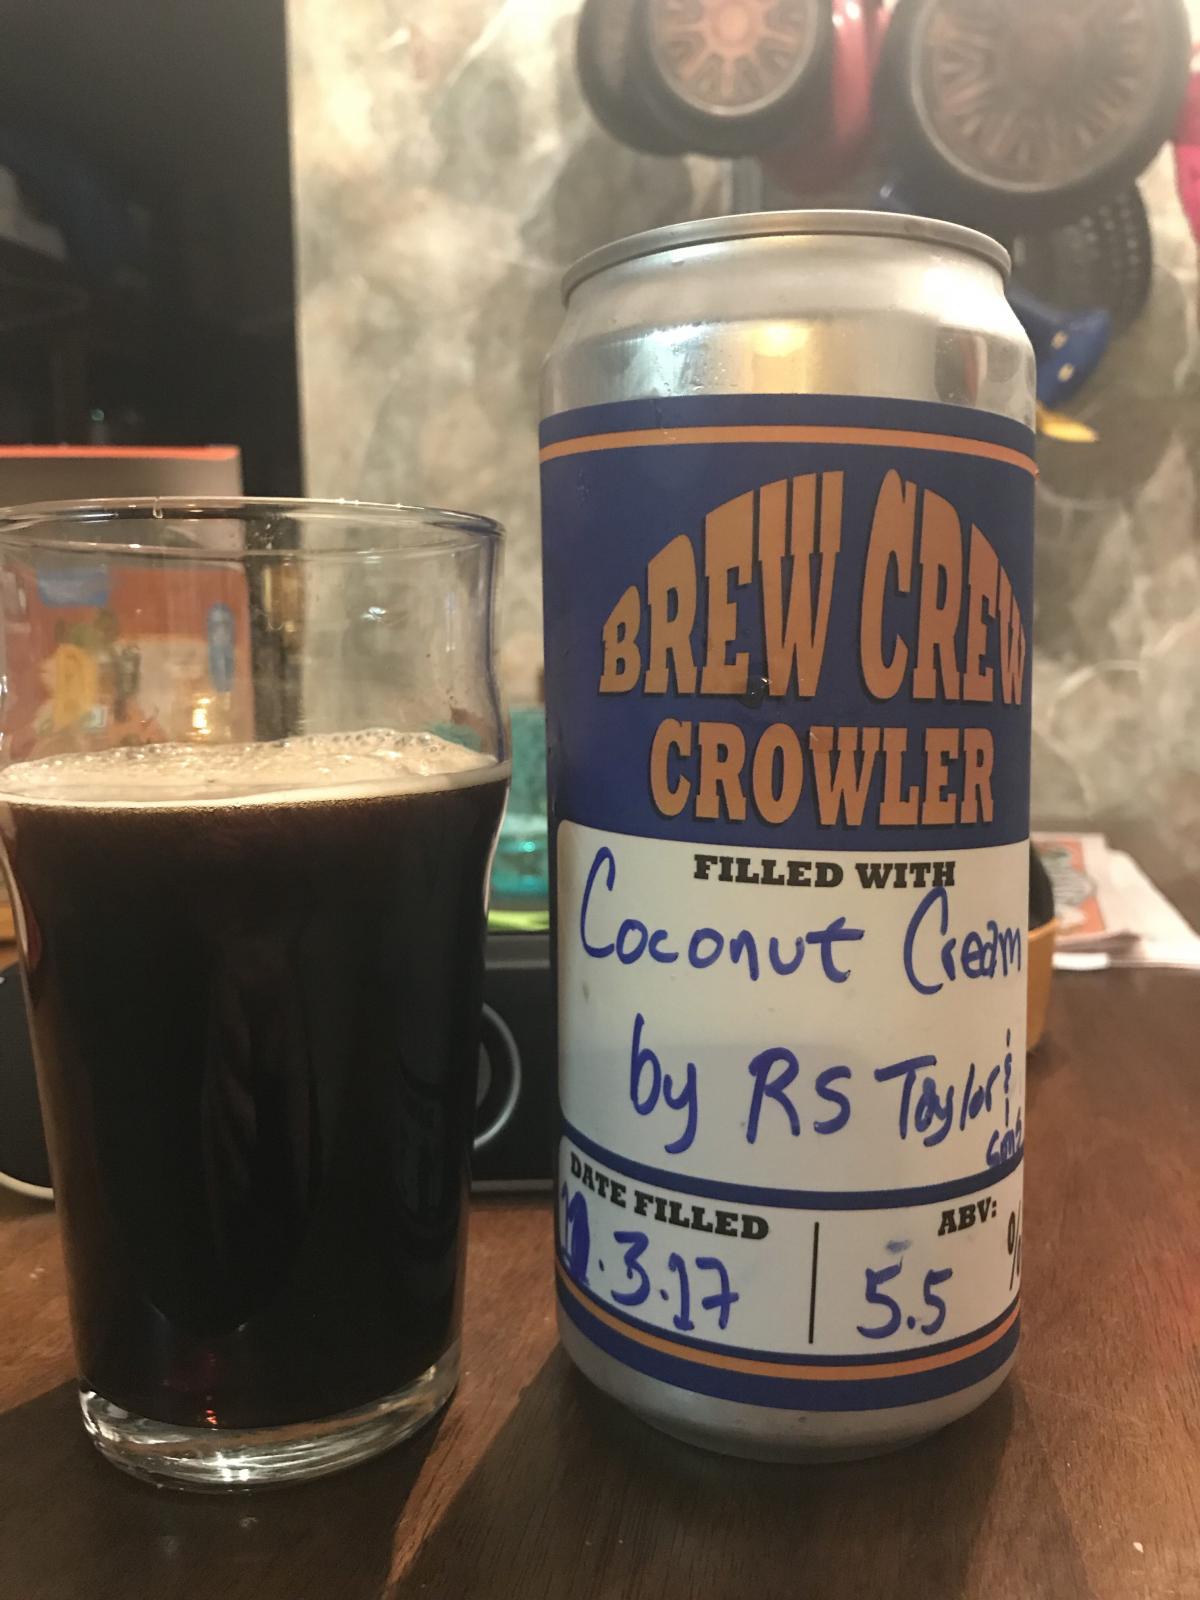 BREW CREW
CROWLER
FILLED WITH
Coconut Cream
by RS Taylor &
DATE FILLED
.3.17
ABV:
5.5 %